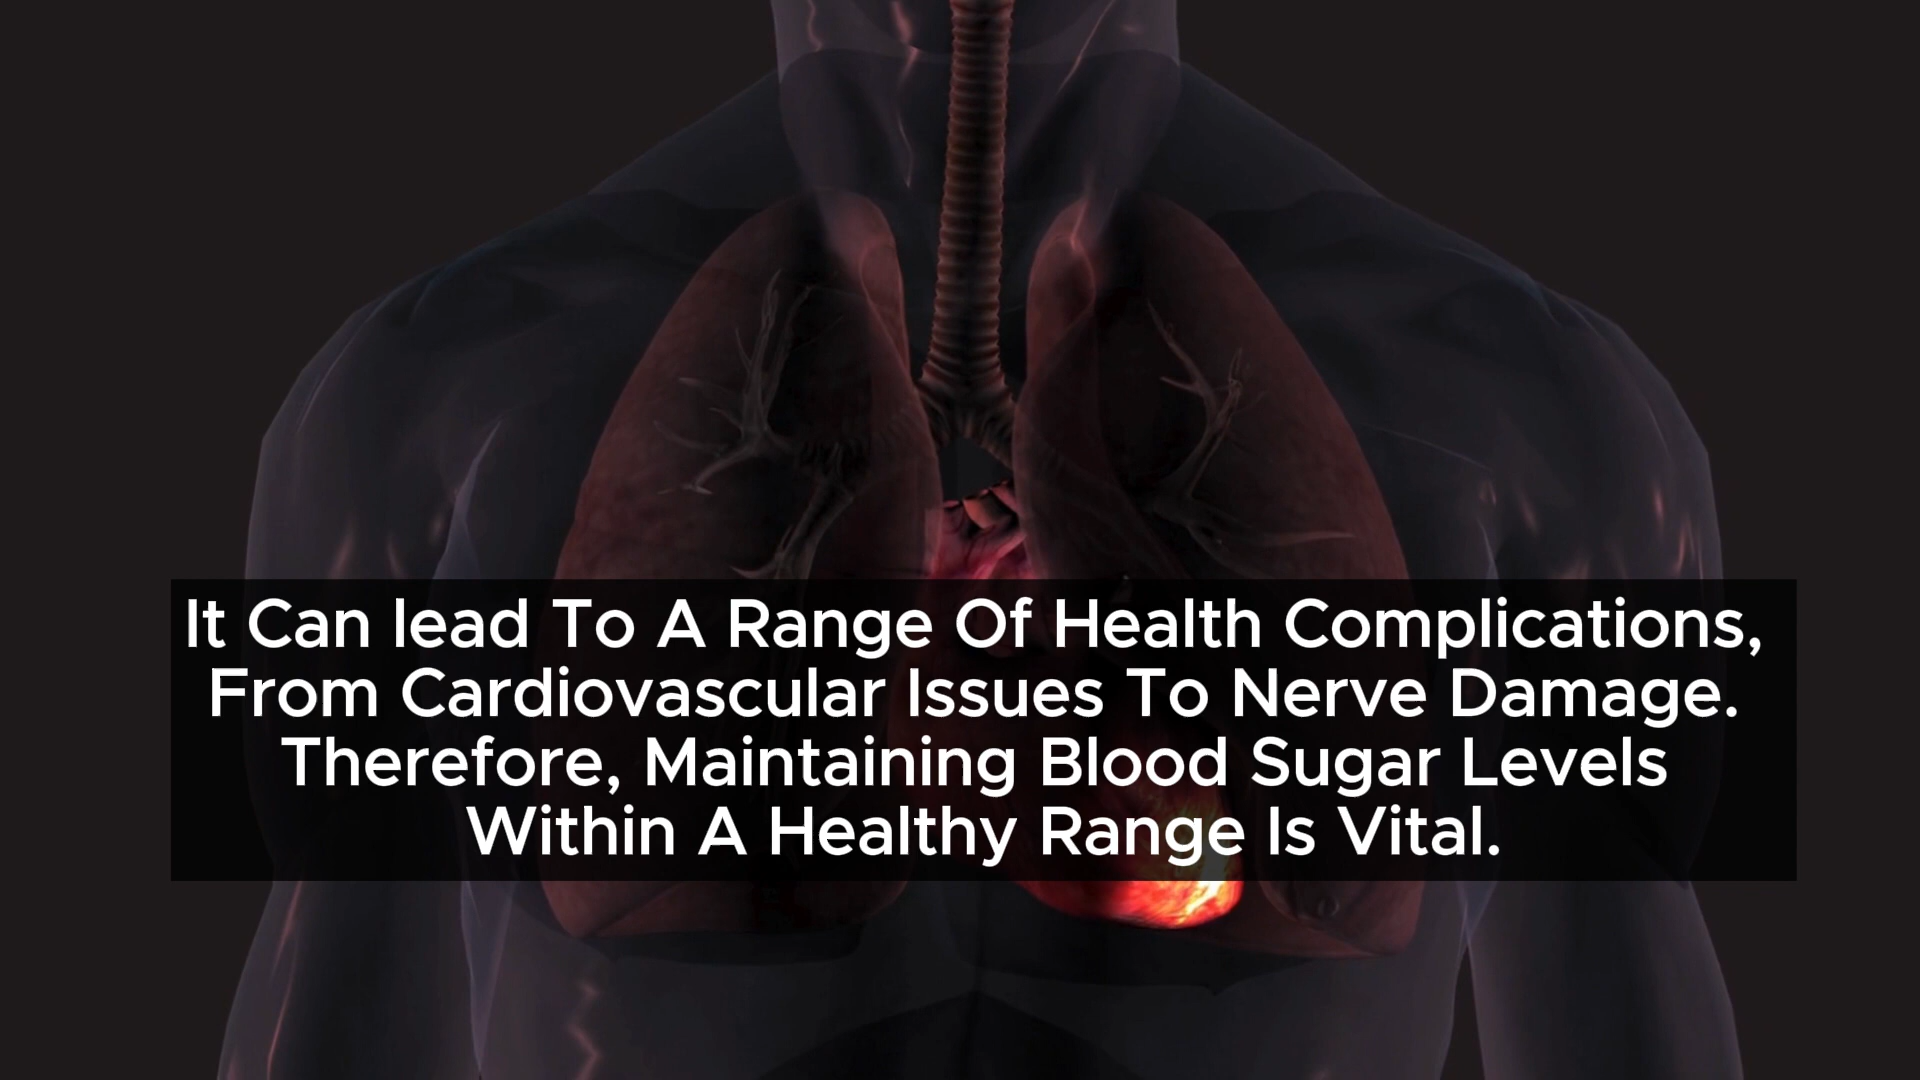 It Can lead To A Range Of Health Complications,
From Cardiovascular Issues To Nerve Damage.
Therefore, Maintaining Blood Sugar Levels
Within A Healthy Range Is Vital.